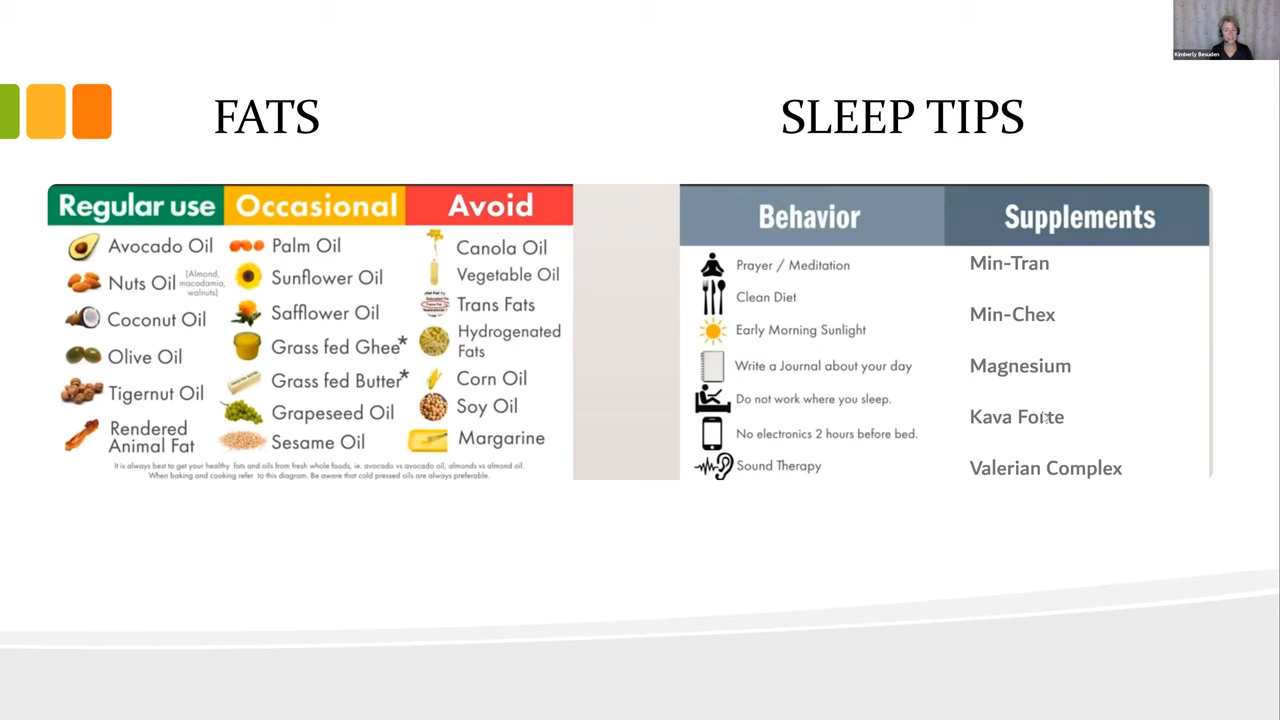 Kimberly Besuden
FATS
SLEEP TIPS
Regular use
Avocado Oil
Nuts Oil (Almond,
macadamia,
walnuts)
Coconut Oil
Olive Oil
Tigernut Oil
Rendered
Animal Fat
Occasional
Palm Oil
Sunflower Oil
Safflower Oil
Grass fed Ghee*
Grass fed Butter*
Grapeseed Oil
Sesame Oil
Avoid
Canola Oil
Vegetable Oil
Trans Fats
Hydrogenated
Fats
Corn Oil
Soy Oil
Margarine
It is always best to get your healthy fats and oils from fresh whole foods, ie. avocado vs avocado oil, almonds vs almond oil.
When baking and cooking refer to this diagram. Be aware that cold pressed oils are always preferable.
Behavior
Prayer / Meditation
Clean Diet
Early Morning Sunlight
Write a Journal about your day
Do not work where you sleep.
No electronics 2 hours before bed.
Sound Therapy
Supplements
Min-Tran
Min-Chex
Magnesium
Kava Forte
Valerian Complex